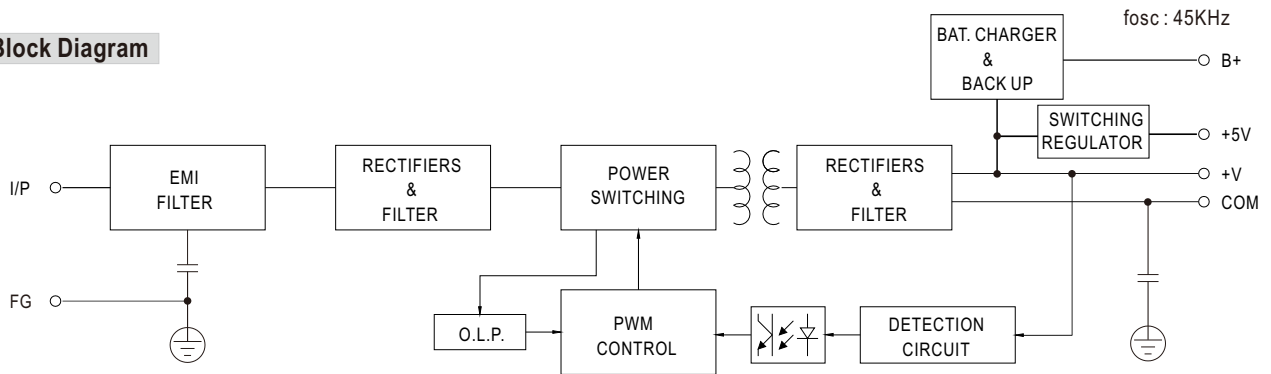 Block Diagram
fosc : 45KHz
BAT. CHARGER
&
BACK UP
B+
SWITCHING
REGULATOR
+5V
I/P
EMI
FILTER
RECTIFIERS
&
FILTER
POWER
SWITCHING
RECTIFIERS
&
FILTER
+V
COM
FG
O.L.P.
PWM
CONTROL
DETECTION
CIRCUIT